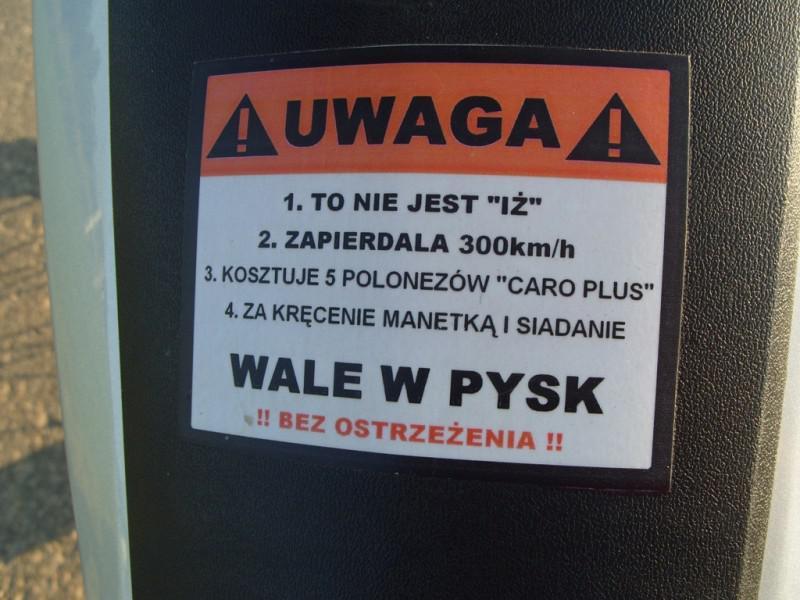 ! UWAGA !
1. TO NIE JEST "IŻ"
2. ZAPIERDALA 300km/h
3. KOSZTUJE 5 POLONEZÓW "CARO PLUS"
4. ZA KRĘCENIE MANETKĄ I SIADANIE
WALE W PYSK
!! BEZ OSTRZEŻENIA !!